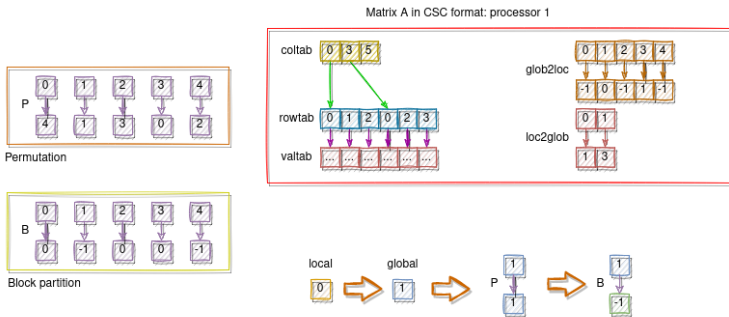 Matrix A in CSC format: processor 1
coltab 0 3 5
0 1 2 3 4
glob2loc
-1 0 -1 1 -1
0 1 2 3 4
P
4 1 3 0 2
Permutation
rowtab 0 1 2 0 2 3
0 1
loc2glob
valtab ... ... ... ... ... ...
1 3
0 1 2 3 4
B
0 -1 0 0 -1
Block partition
local global
0 1
1
P
1
1
B
-1